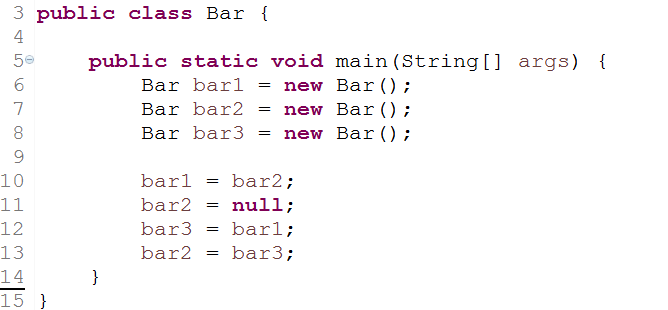 3 public class Bar {
4
5 public static void main(String[] args) {
6 Bar bar1 = new Bar();
7 Bar bar2 = new Bar();
8 Bar bar3 = new Bar();
9
10 bar1 = bar2;
11 bar2 = null;
12 bar3 = bar1;
13 bar2 = bar3;
14 }
15 }